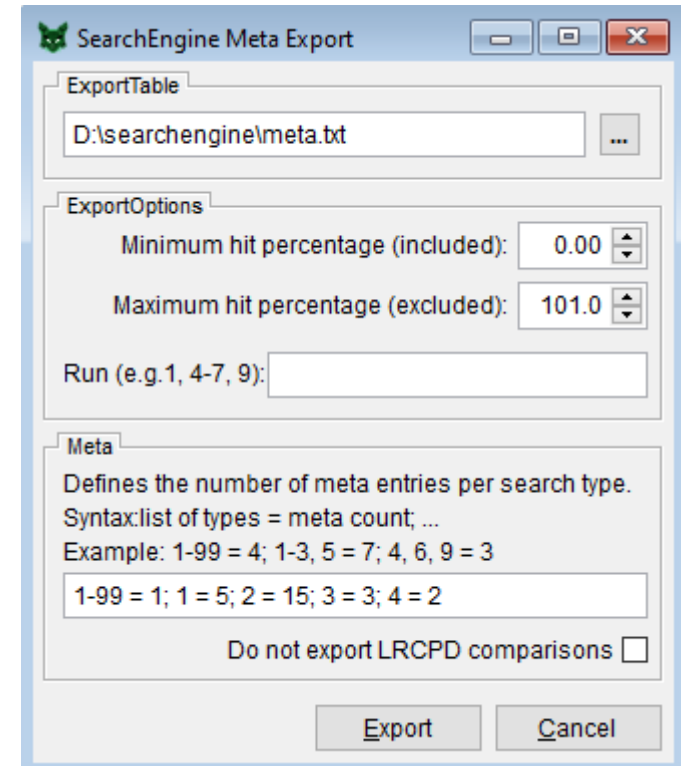 SearchEngine Meta Export
ExportTable
D:\searchengine\meta.txt
...
ExportOptions
Minimum hit percentage (included): 0.00
Maximum hit percentage (excluded): 101.0
Run (e.g.1, 4-7, 9):
Meta
Defines the number of meta entries per search type.
Syntax:list of types = meta count; ...
Example: 1-99 = 4; 1-3, 5 = 7; 4, 6, 9 = 3
1-99 = 1; 1 = 5; 2 = 15; 3 = 3; 4 = 2
Do not export LRCPD comparisons
Export Cancel